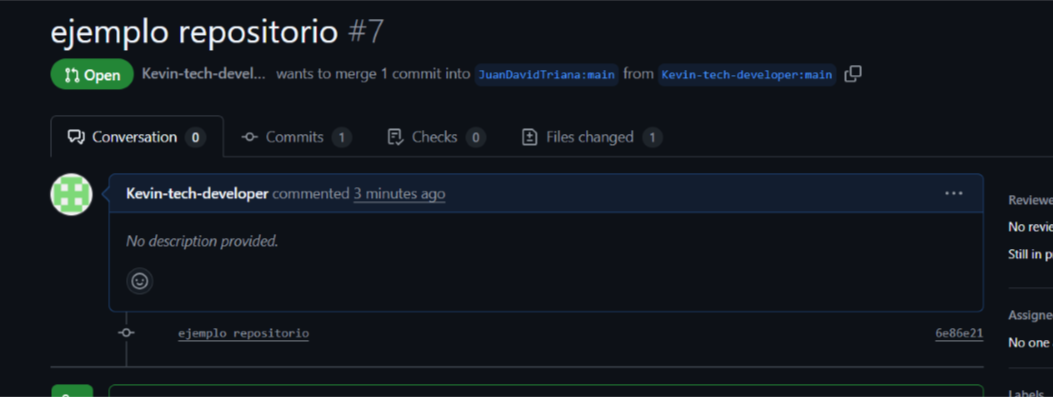 ejemplo repositorio #7
Open Kevin-tech-devel... wants to merge 1 commit into JuanDavidTriana:main from Kevin-tech-developer:main
Conversation 0 Commits 1 Checks 0 Files changed 1
Kevin-tech-developer commented 3 minutes ago
Reviewe
No description provided.
No revie
Still in p
Assigne
ejemplo repositorio 6e86e21
No one
Labels